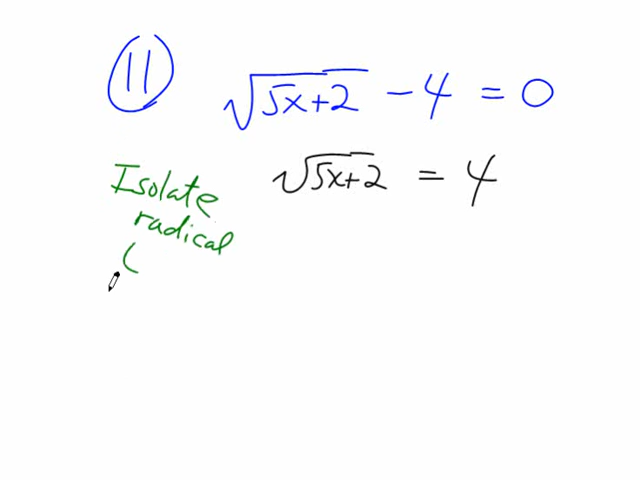 11 √(5x+2) - 4 = 0
√(5x+2) = 4
Isolate
radical
(